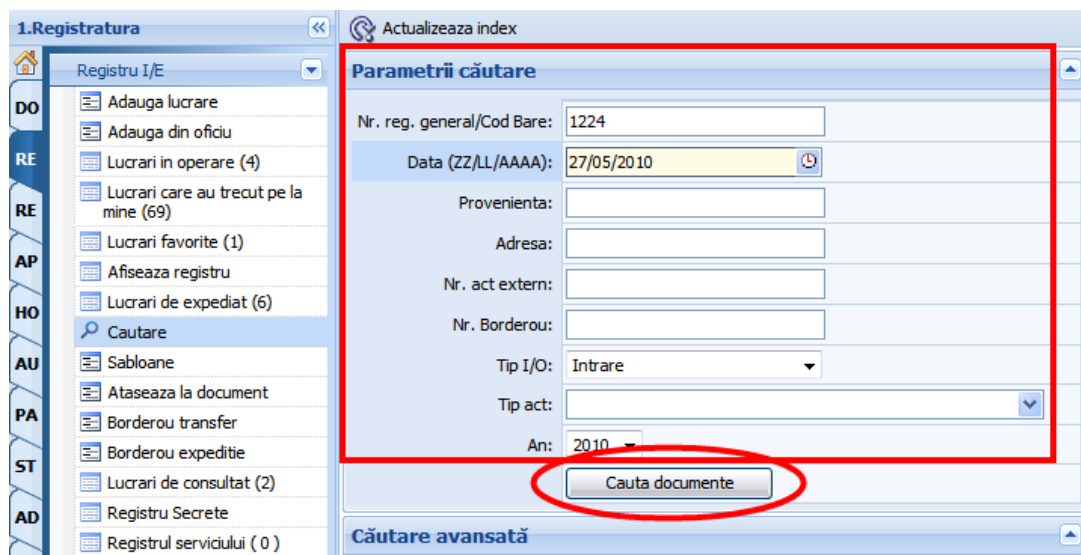 1.Registratura
Actualizeaza index
DO
RE
RE
AP
HO
AU
PA
ST
AD
Registru I/E
Adauga lucrare
Adauga din oficiu
Lucrari in operare (4)
Lucrari care au trecut pe la
mine (69)
Lucrari favorite (1)
Afiseaza registru
Lucrari de expediat (6)
Cautare
Sabloane
Ataseaza la document
Borderou transfer
Borderou expeditie
Lucrari de consultat (2)
Registru Secrete
Registrul serviciului ( 0 )
Parametrii căutare
Nr. reg. general/Cod Bare: 1224
Data (ZZ/LL/AAAA): 27/05/2010
Provenienta:
Adresa:
Nr. act extern:
Nr. Borderou:
Tip I/O: Intrare
Tip act:
An: 2010
Cauta documente
Căutare avansată